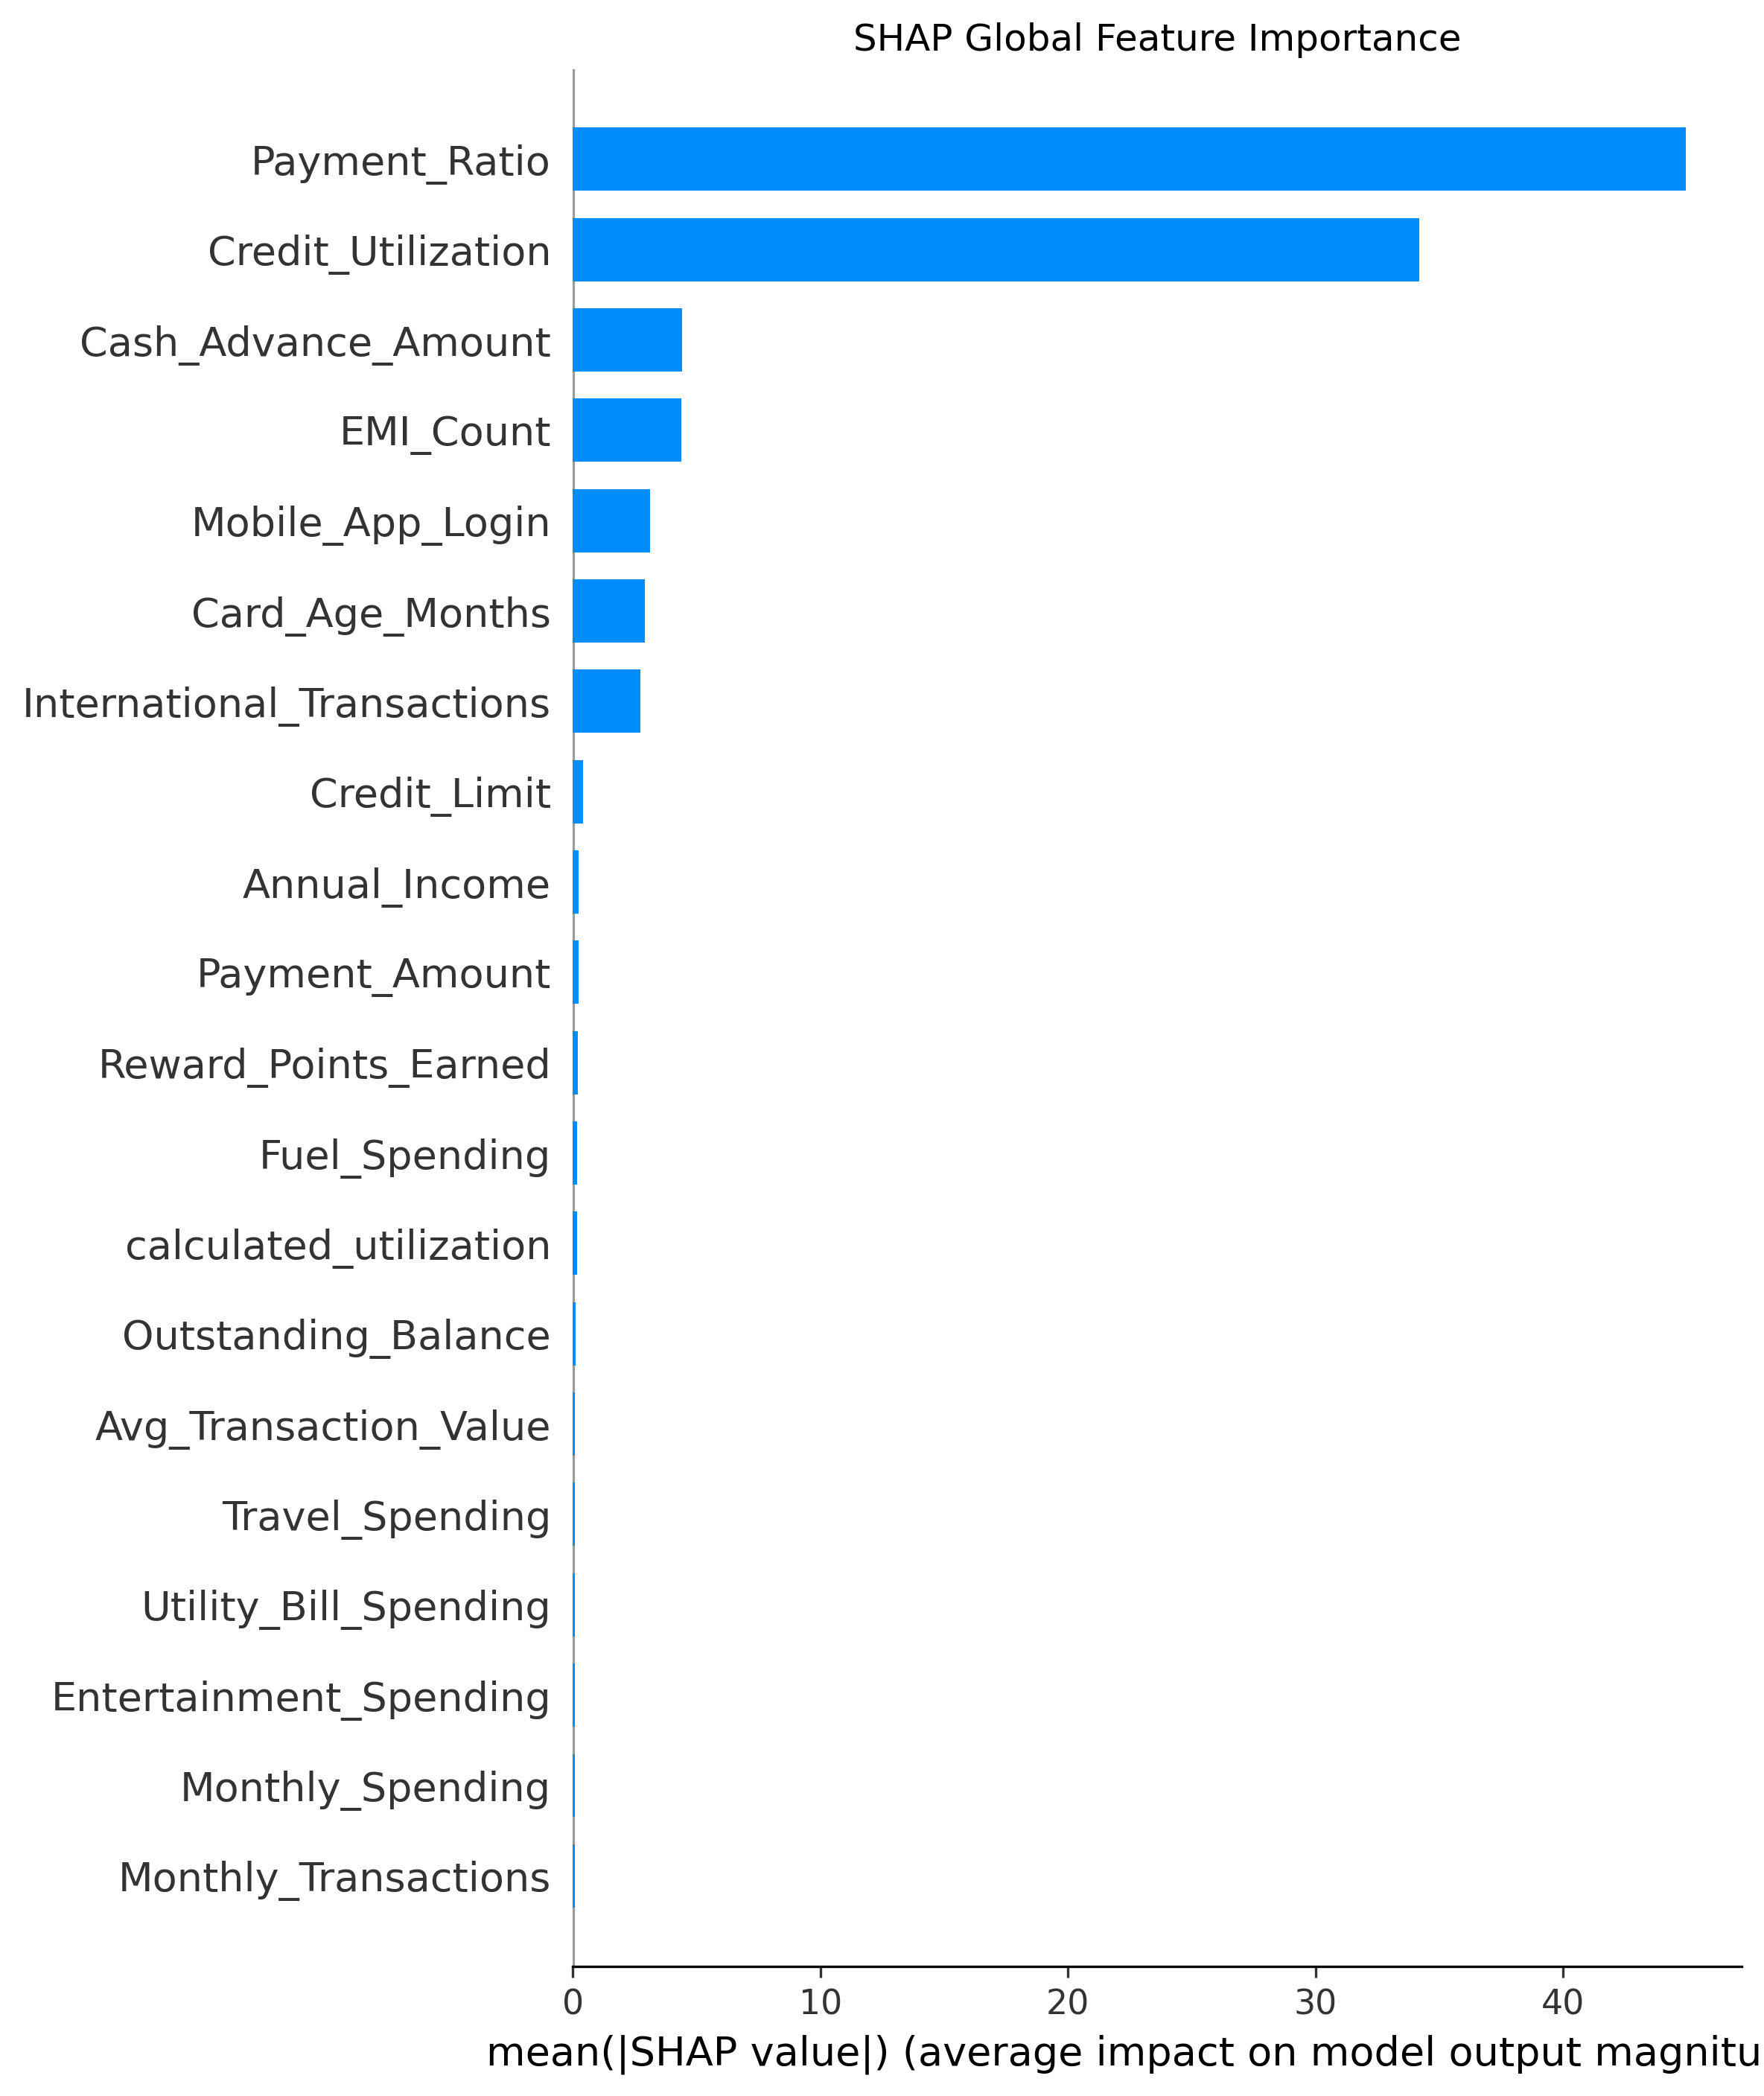 SHAP Global Feature Importance
Payment_Ratio
Credit_Utilization
Cash_Advance_Amount
EMI_Count
Mobile_App_Login
Card_Age_Months
International_Transactions
Credit_Limit
Annual_Income
Payment_Amount
Reward_Points_Earned
Fuel_Spending
calculated_utilization
Outstanding_Balance
Avg_Transaction_Value
Travel_Spending
Utility_Bill_Spending
Entertainment_Spending
Monthly_Spending
Monthly_Transactions
0 10 20 30 40
mean(|SHAP value|) (average impact on model output magnitu